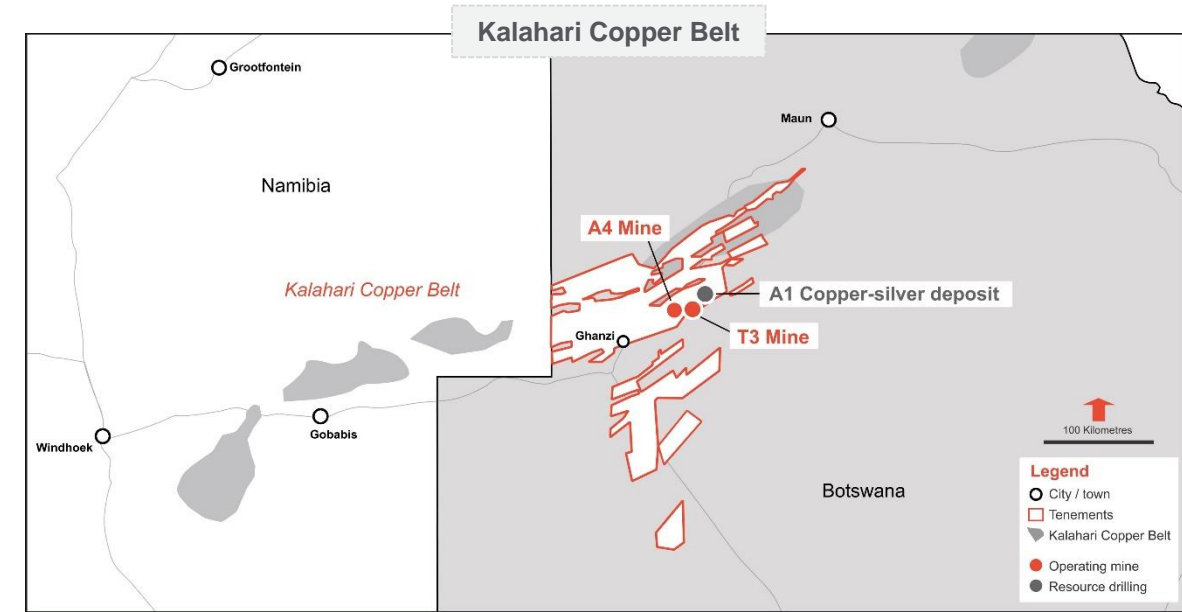 Kalahari Copper Belt
Grootfontein
Maun
Namibia
A4 Mine
Kalahari Copper Belt
A1 Copper-silver deposit
Ghanzi
T3 Mine
Gobabis
Windhoek
100 Kilometres
Botswana
Legend
City / town
Tenements
Kalahari Copper Belt
Operating mine
Resource drilling